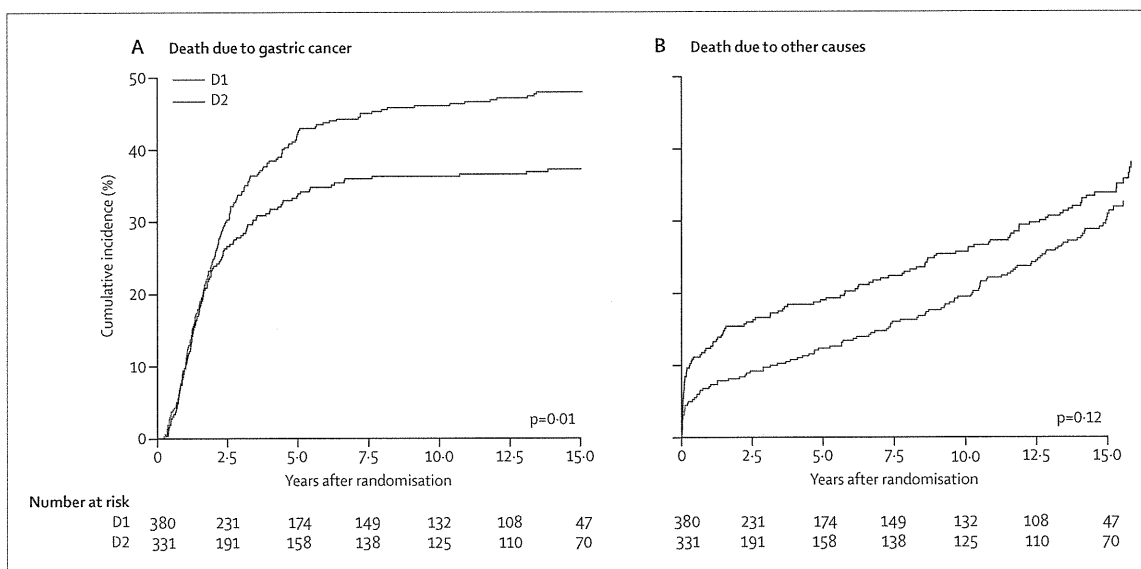 A Death due to gastric cancer
D1
D2
50
40
30
20
10
0
Cumulative incidence (%)
p=0·01
0 2·5 5·0 7·5 10·0 12·5 15·0
Years after randomisation
B Death due to other causes
p=0·12
0 2·5 5·0 7·5 10·0 12·5 15·0
Years after randomisation
Number at risk
D1 380 231 174 149 132 108 47 380 231 174 149 132 108 47
D2 331 191 158 138 125 110 70 331 191 158 138 125 110 70